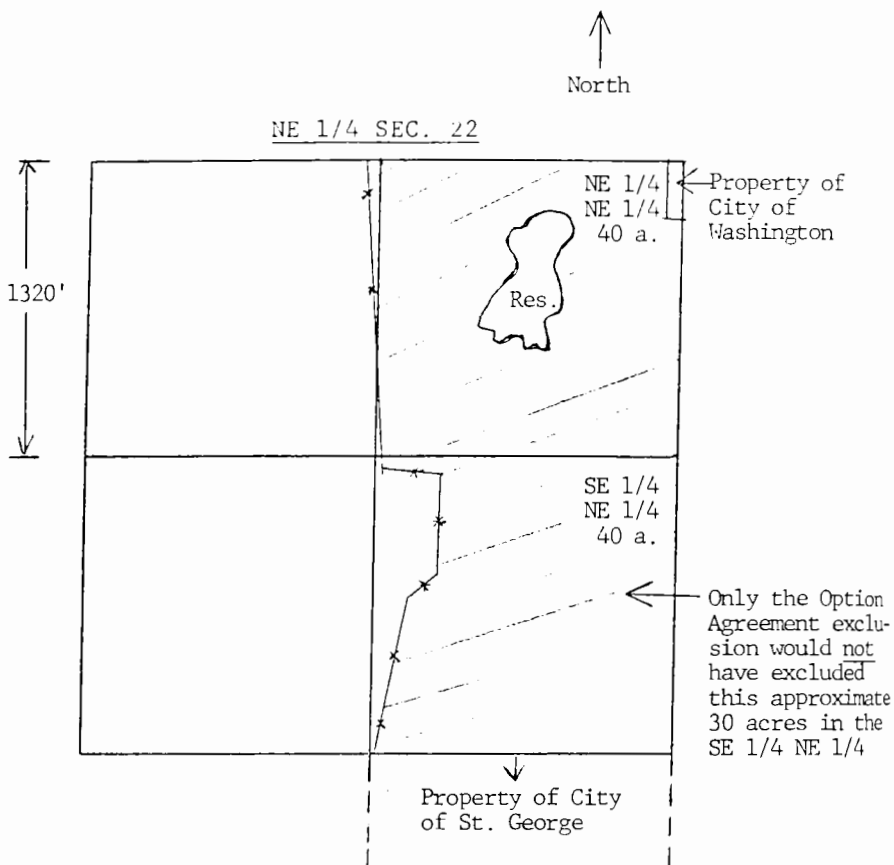 North
NE 1/4 SEC. 22
NE 1/4
NE 1/4
40 a.
Property of
City of
Washington
1320'
Res.
SE 1/4
NE 1/4
40 a.
Only the Option
Agreement exclu-
sion would not
have excluded
this approximate
30 acres in the
SE 1/4 NE 1/4
Property of City
of St. George